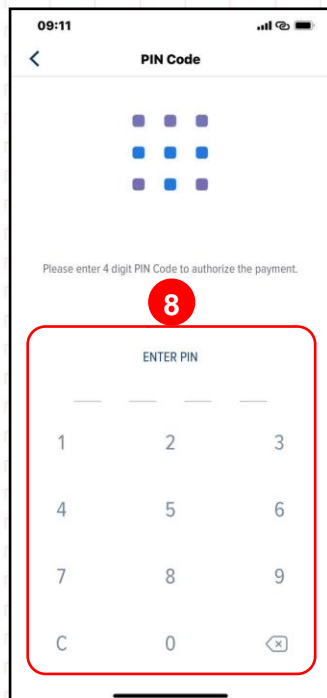 09:11
PIN Code
Please enter 4 digit PIN Code to authorize the payment.
8
ENTER PIN
1 2 3
4 5 6
7 8 9
C 0